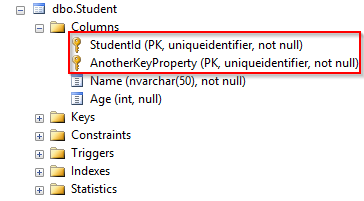 dbo.Student
Columns
StudentId (PK, uniqueidentifier, not null)
AnotherKeyProperty (PK, uniqueidentifier, not null)
Name (nvarchar(50), not null)
Age (int, null)
Keys
Constraints
Triggers
Indexes
Statistics